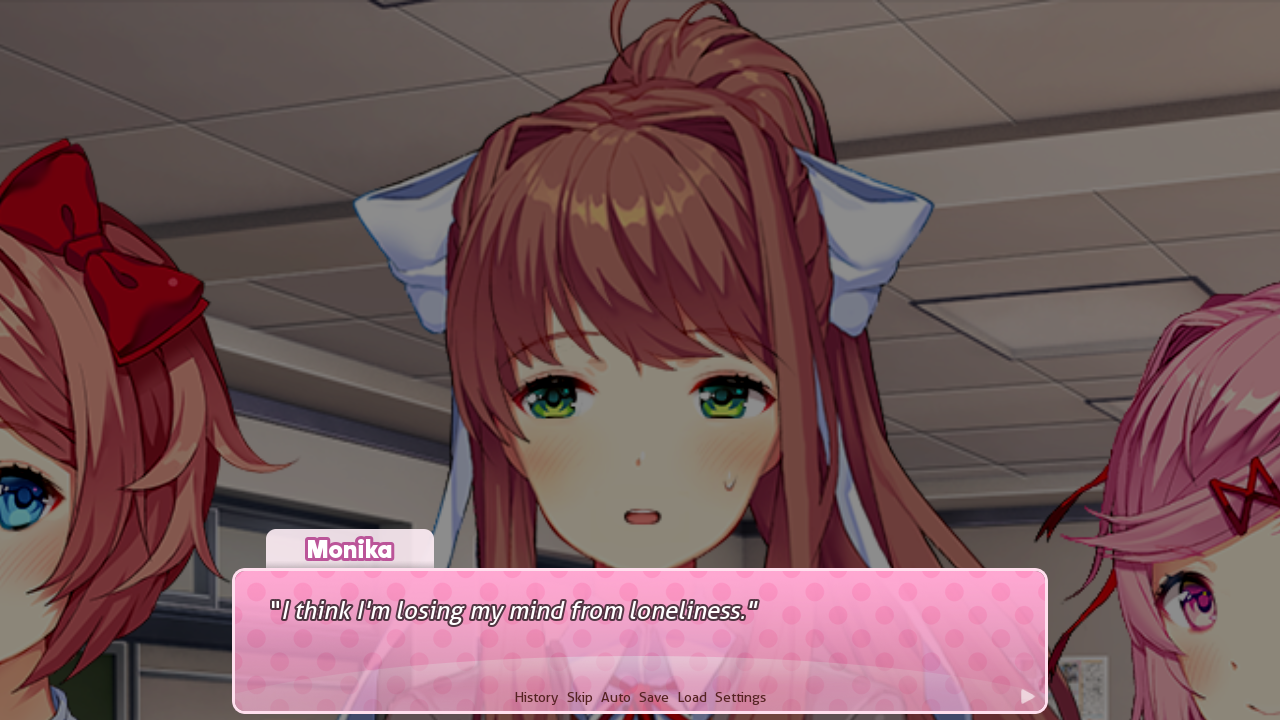 Monika
"I think I'm losing my mind from loneliness."
History Skip Auto Save Load Settings